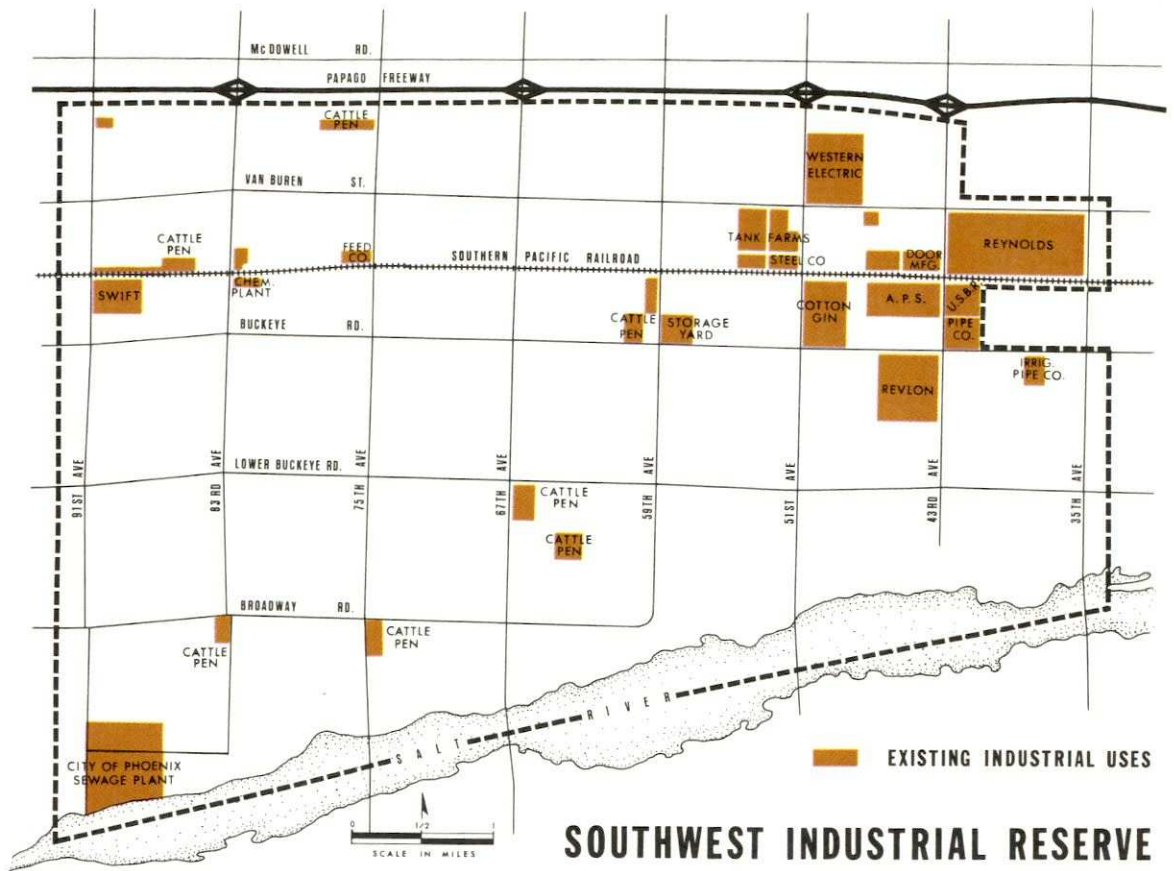 McDOWELL RD.
PAPAGO FREEWAY
CATTLE
PEN
WESTERN
ELECTRIC
VAN BUREN ST.
CATTLE
PEN
FEED
CO.
SOUTHERN PACIFIC RAILROAD
TANK FARMS
STEEL CO
DOOR
MFG.
REYNOLDS
SWIFT
CHEM.
PLANT
BUCKEYE RD.
CATTLE
PEN
STORAGE
YARD
COTTON
GIN
A.P.S.
U.S.B.R.
PIPE
CO.
IRRIG.
PIPE CO.
REVLON
LOWER BUCKEYE RD.
91ST AVE
83RD AVE
75TH AVE
67TH AVE
59TH AVE
51ST AVE
43RD AVE
35TH AVE
CATTLE
PEN
CATTLE
PEN
BROADWAY RD.
CATTLE
PEN
CATTLE
PEN
CITY OF PHOENIX
SEWAGE PLANT
SALT RIVER
EXISTING INDUSTRIAL USES
0 1/2 1
SCALE IN MILES
SOUTHWEST INDUSTRIAL RESERVE